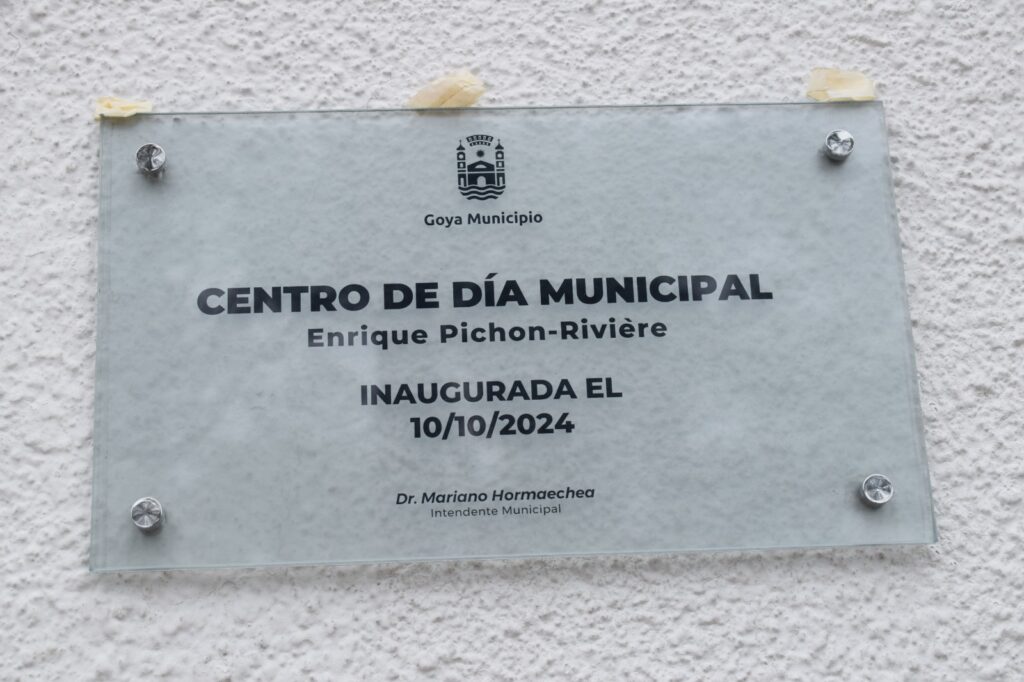 Goya Municipio
CENTRO DE DÍA MUNICIPAL
Enrique Pichon-Rivière
INAUGURADA EL
10/10/2024
Dr. Mariano Hormaechea
Intendente Municipal